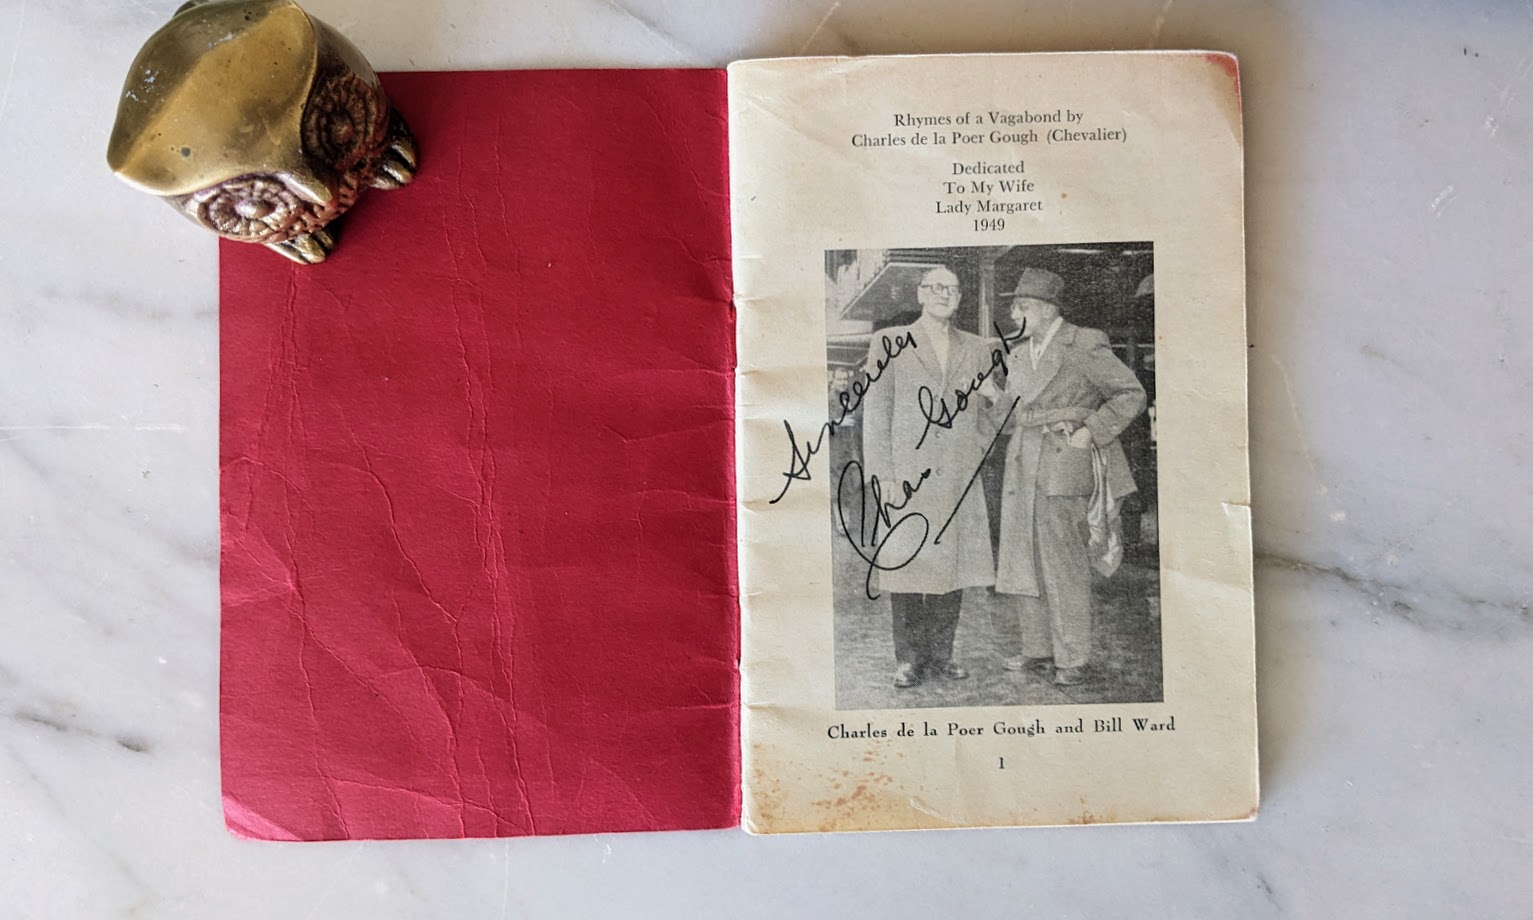 Rhymes of a Vagabond by
Charles de la Poer Gough (Chevalier)
Dedicated
To My Wife
Lady Margaret
1949
Sincerely
Chas. Gough
Charles de la Poer Gough and Bill Ward
1